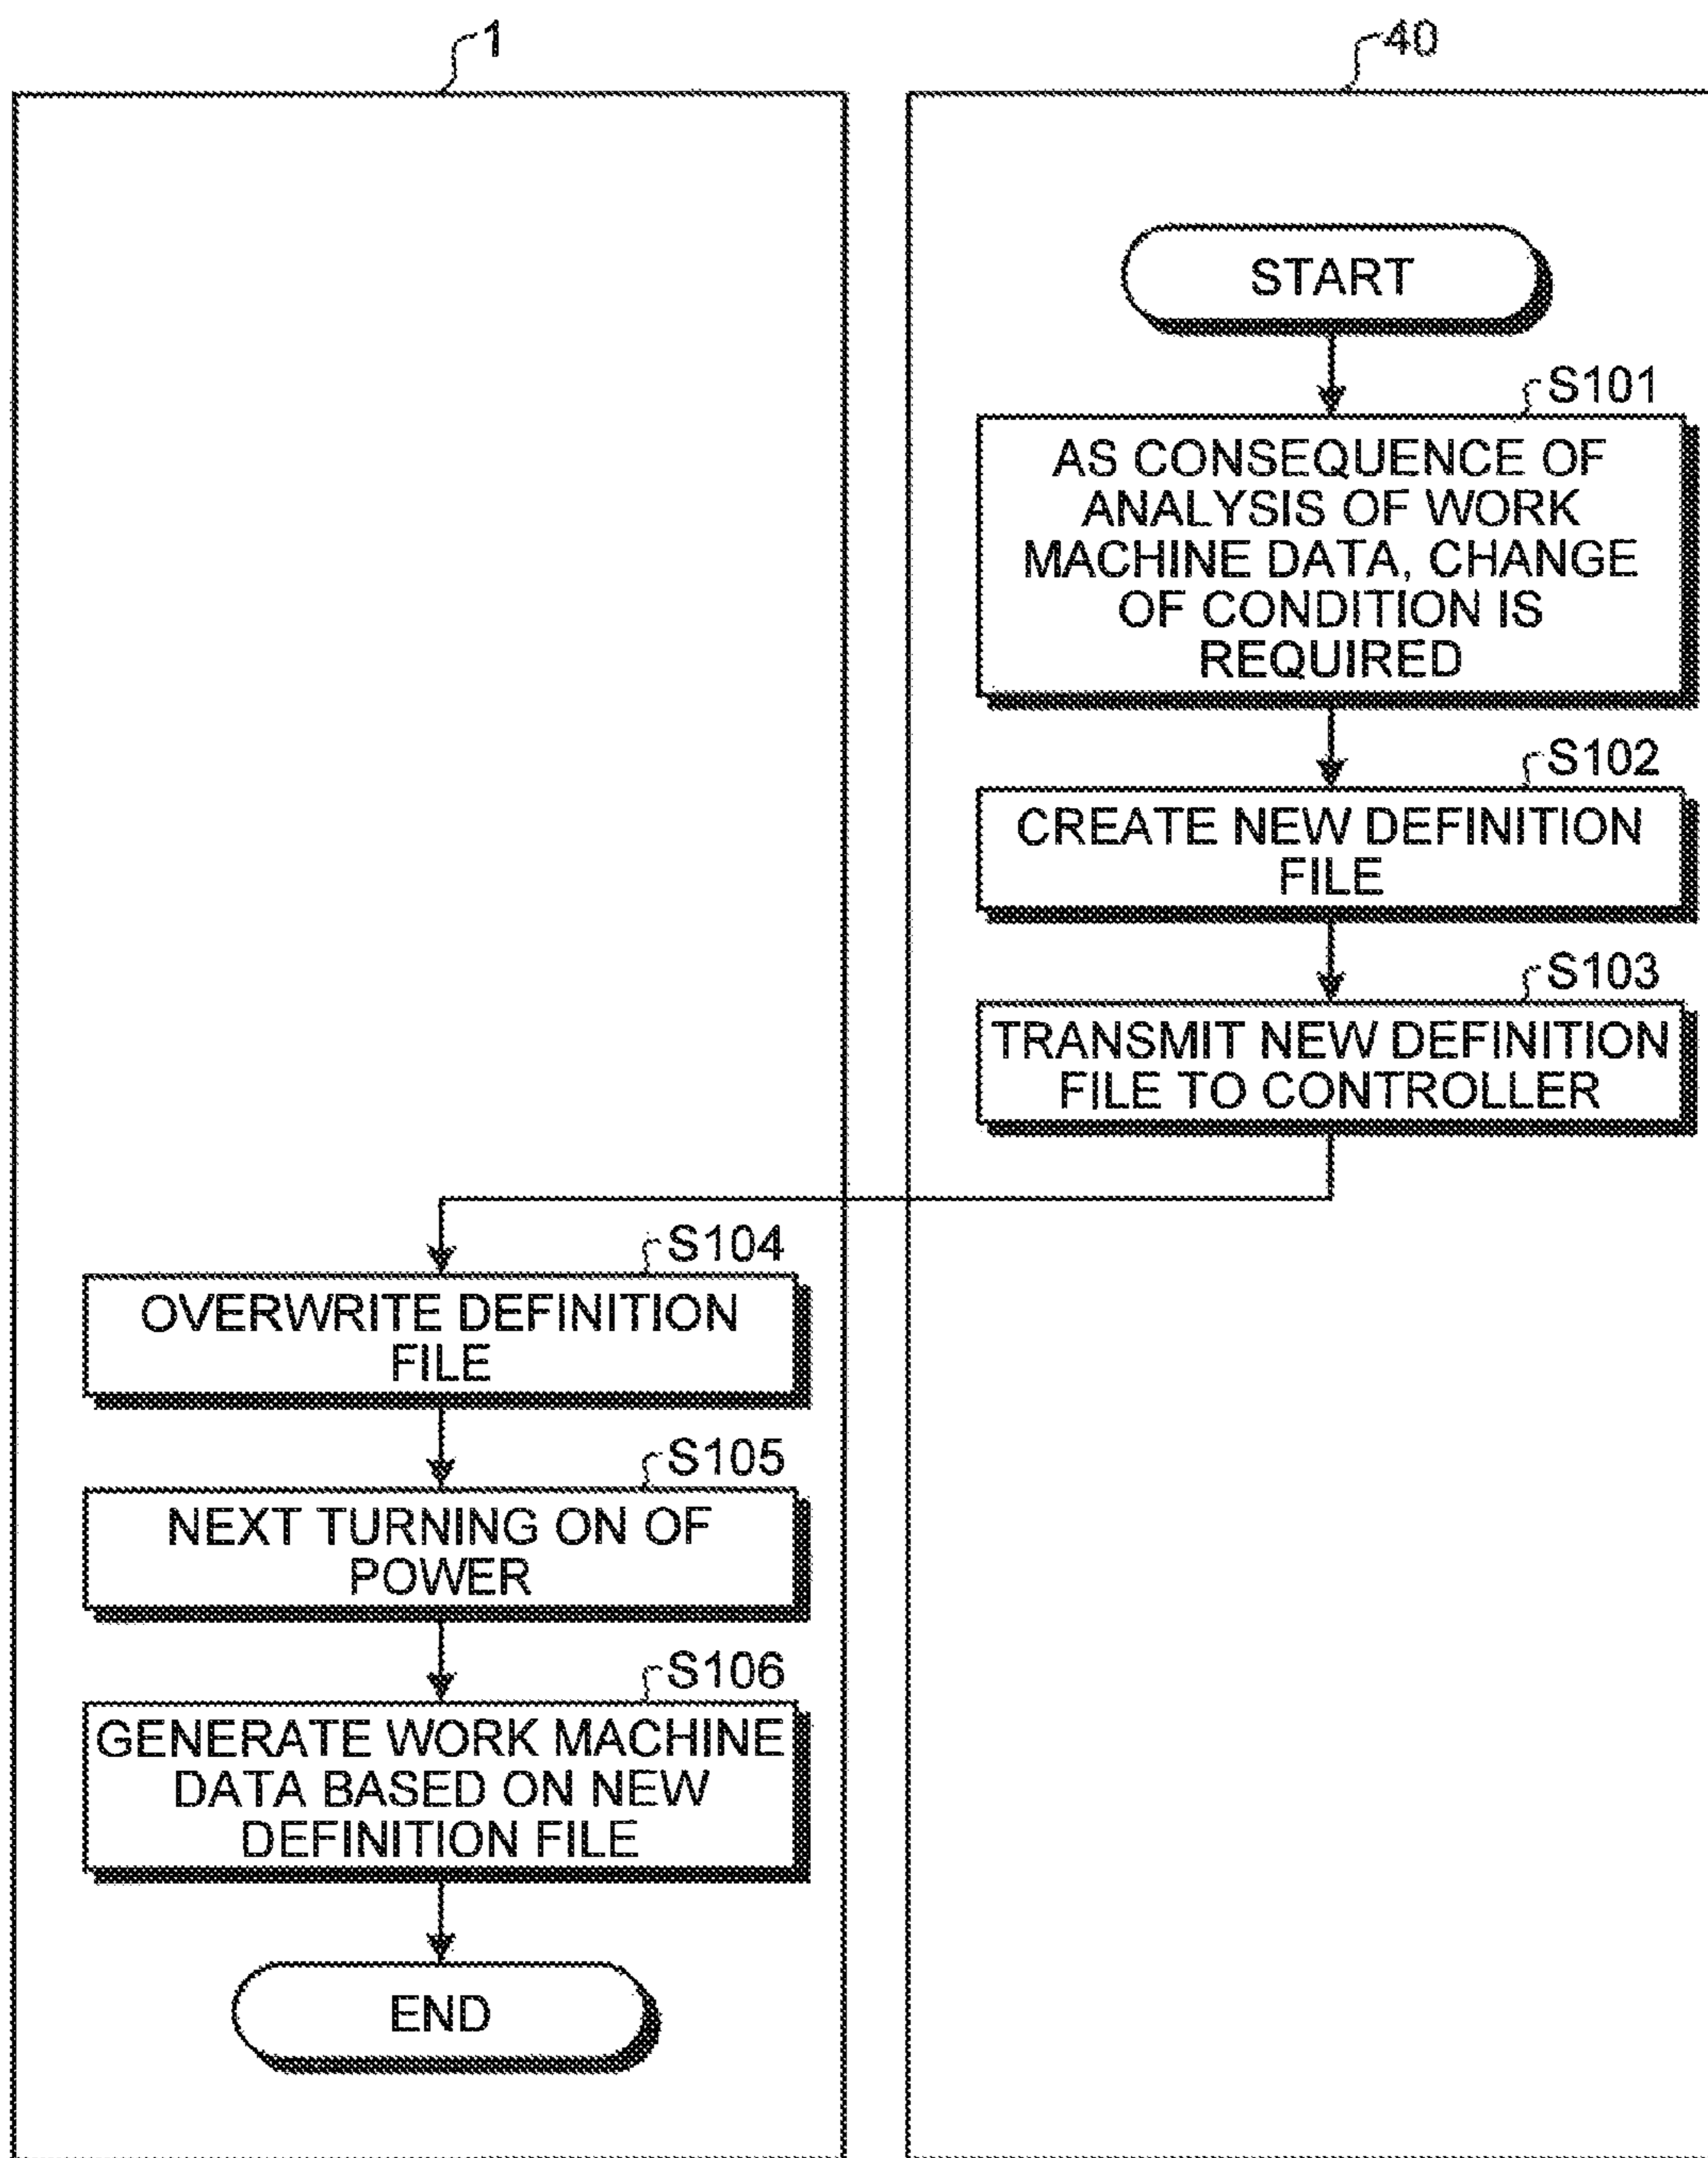 1
40
START
S101
AS CONSEQUENCE OF
ANALYSIS OF WORK
MACHINE DATA, CHANGE
OF CONDITION IS
REQUIRED
S102
CREATE NEW DEFINITION
FILE
S103
TRANSMIT NEW DEFINITION
FILE TO CONTROLLER
S104
OVERWRITE DEFINITION
FILE
S105
NEXT TURNING ON OF
POWER
S106
GENERATE WORK MACHINE
DATA BASED ON NEW
DEFINITION FILE
END